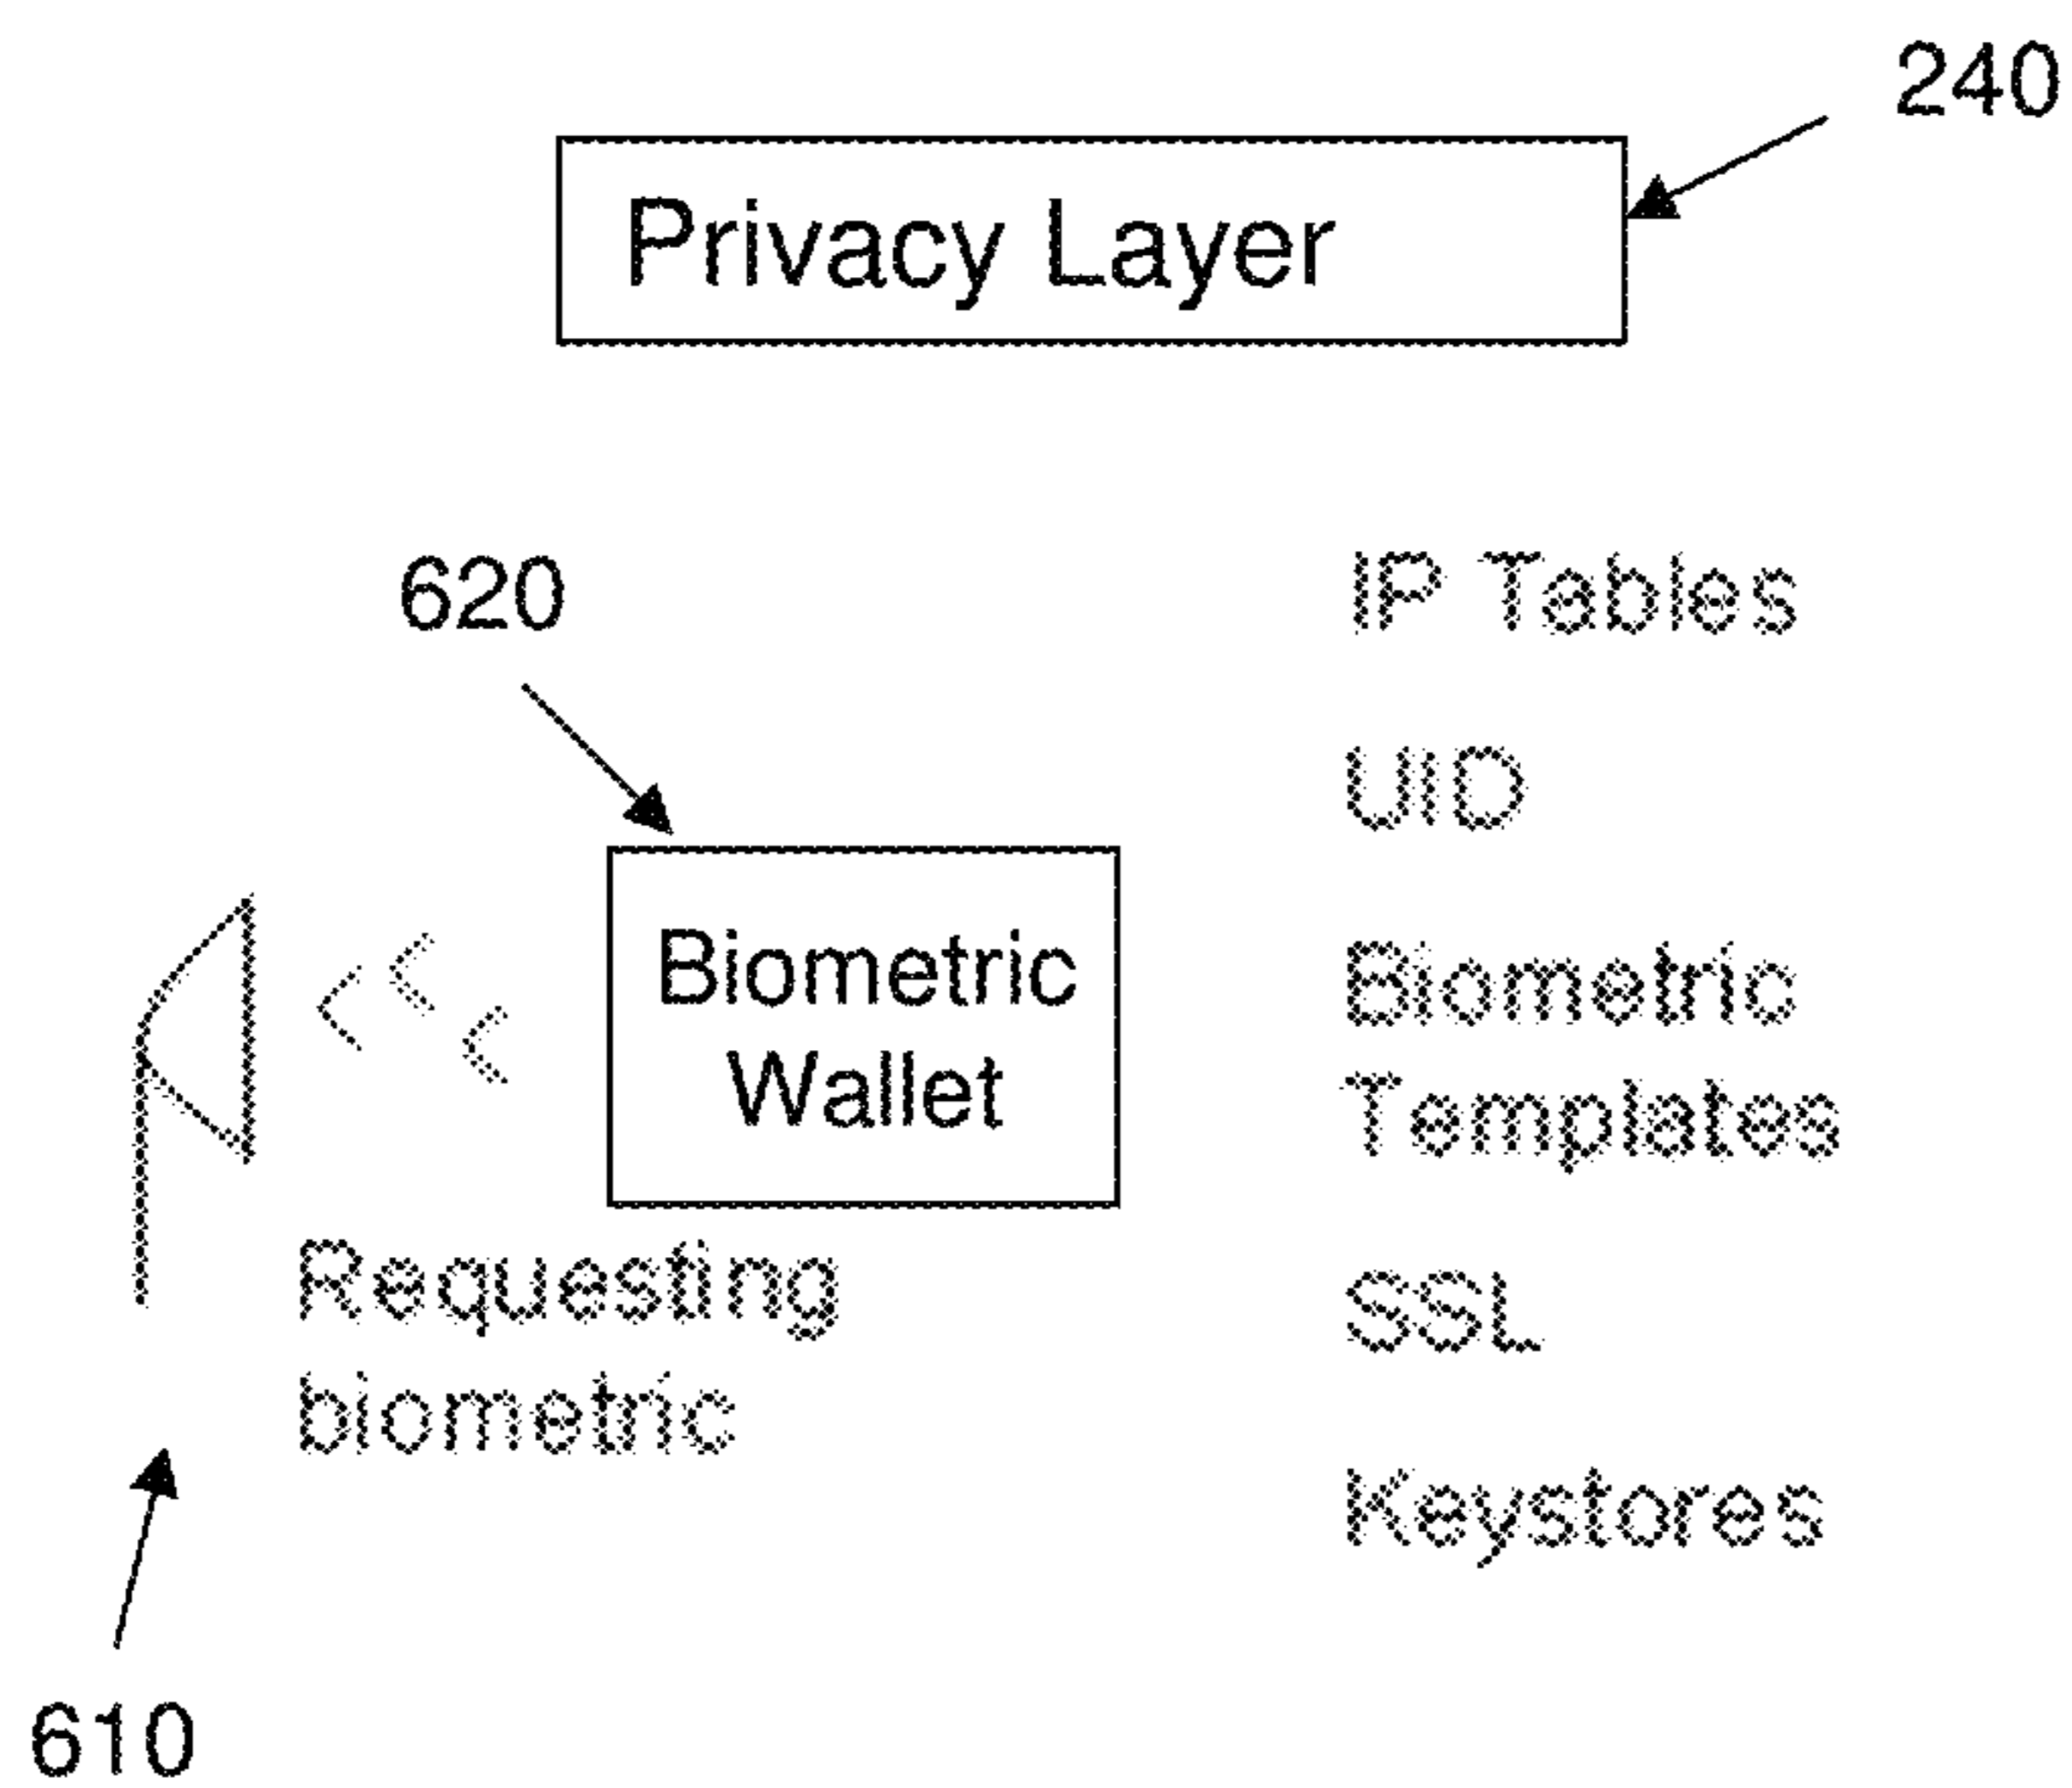 240
Privacy Layer
620
IP Tables
UID
Biometric
Templates
SSL
Keystores
Biometric
Wallet
Requesting
biometric
610